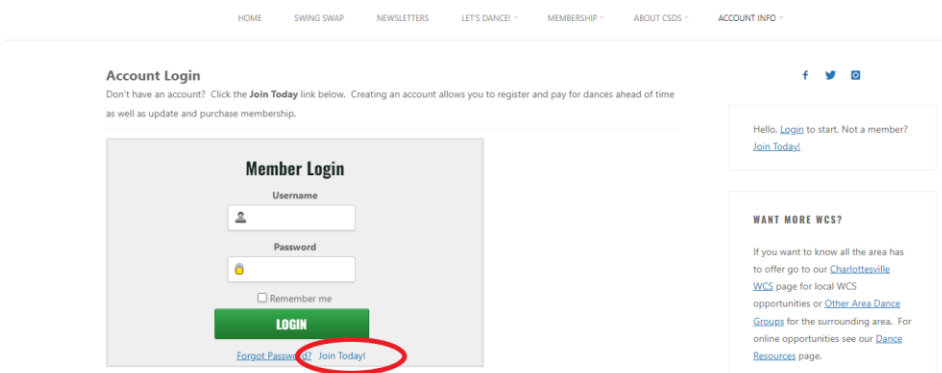 HOME SWING SWAP NEWSLETTERS LET'S DANCE! MEMBERSHIP ABOUT CSDS ACCOUNT INFO
Account Login
Don't have an account? Click the Join Today link below. Creating an account allows you to register and pay for dances ahead of time
as well as update and purchase membership.
Member Login
Username
Password
Remember me
LOGIN
Forgot Password? Join Today!
Hello. Login to start. Not a member?
Join Today!
WANT MORE WCS?
If you want to know all the area has
to offer go to our Charlottesville
WCS page for local WCS
opportunities or Other Area Dance
Groups for the surrounding area. For
online opportunities see our Dance
Resources page.